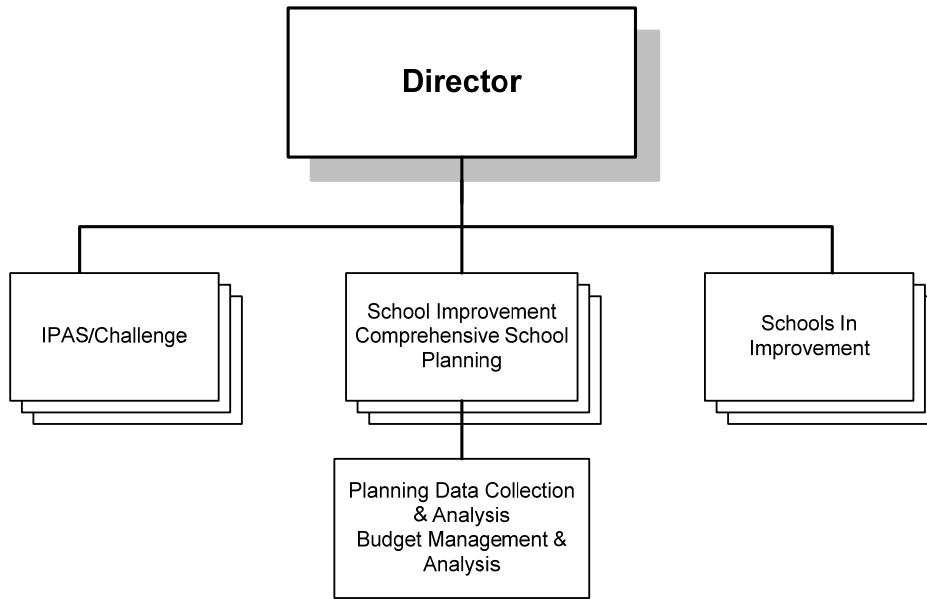 Director
IPAS/Challenge
School Improvement
Comprehensive School
Planning
Schools In
Improvement
Planning Data Collection
& Analysis
Budget Management &
Analysis